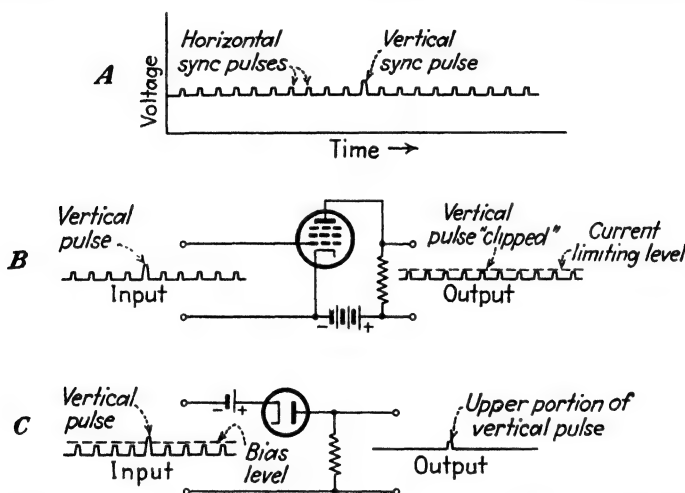 A
Voltage
Horizontal
sync pulses
Vertical
sync pulse
Time
B
Vertical
pulse
Input
Vertical
pulse "clipped"
Current
limiting level
Output
- +
C
Vertical
pulse
Input
Bias
level
- +
Upper portion of
vertical pulse
Output